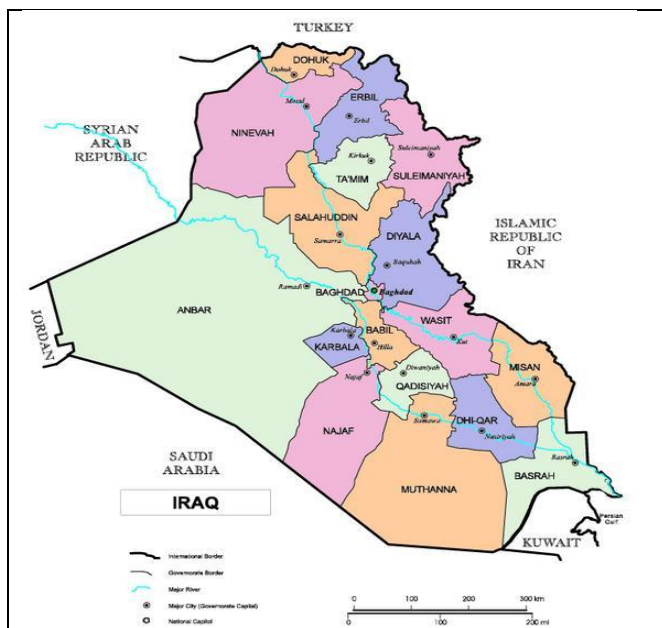 TURKEY
DOHUK
Dohuk
ERBIL
Mosul
Erbil
NINEVAH
SYRIAN
ARAB
REPUBLIC
Kirkuk
TA'MIM
Suleimaniyah
SULEIMANIYAH
SALAHUDDIN
Samarra
DIYALA
ISLAMIC
REPUBLIC
OF
IRAN
Baqubah
Ramadi
BAGHDAD
Baghdad
ANBAR
JORDAN
WASIT
BABIL
Karbala
KARBALA
Hilla
Kut
MISAN
Amara
Najaf
Diwaniyah
QADISIYAH
NAJAF
Samawa
DHI-QAR
Nasiriyah
Basrah
BASRAH
SAUDI
ARABIA
MUTHANNA
IRAQ
Persian
Gulf
KUWAIT
International Border
Governorate Border
Major River
Major City (Governorate Capital)
National Capitol
0 100 200 300 km
0 100 200 mi